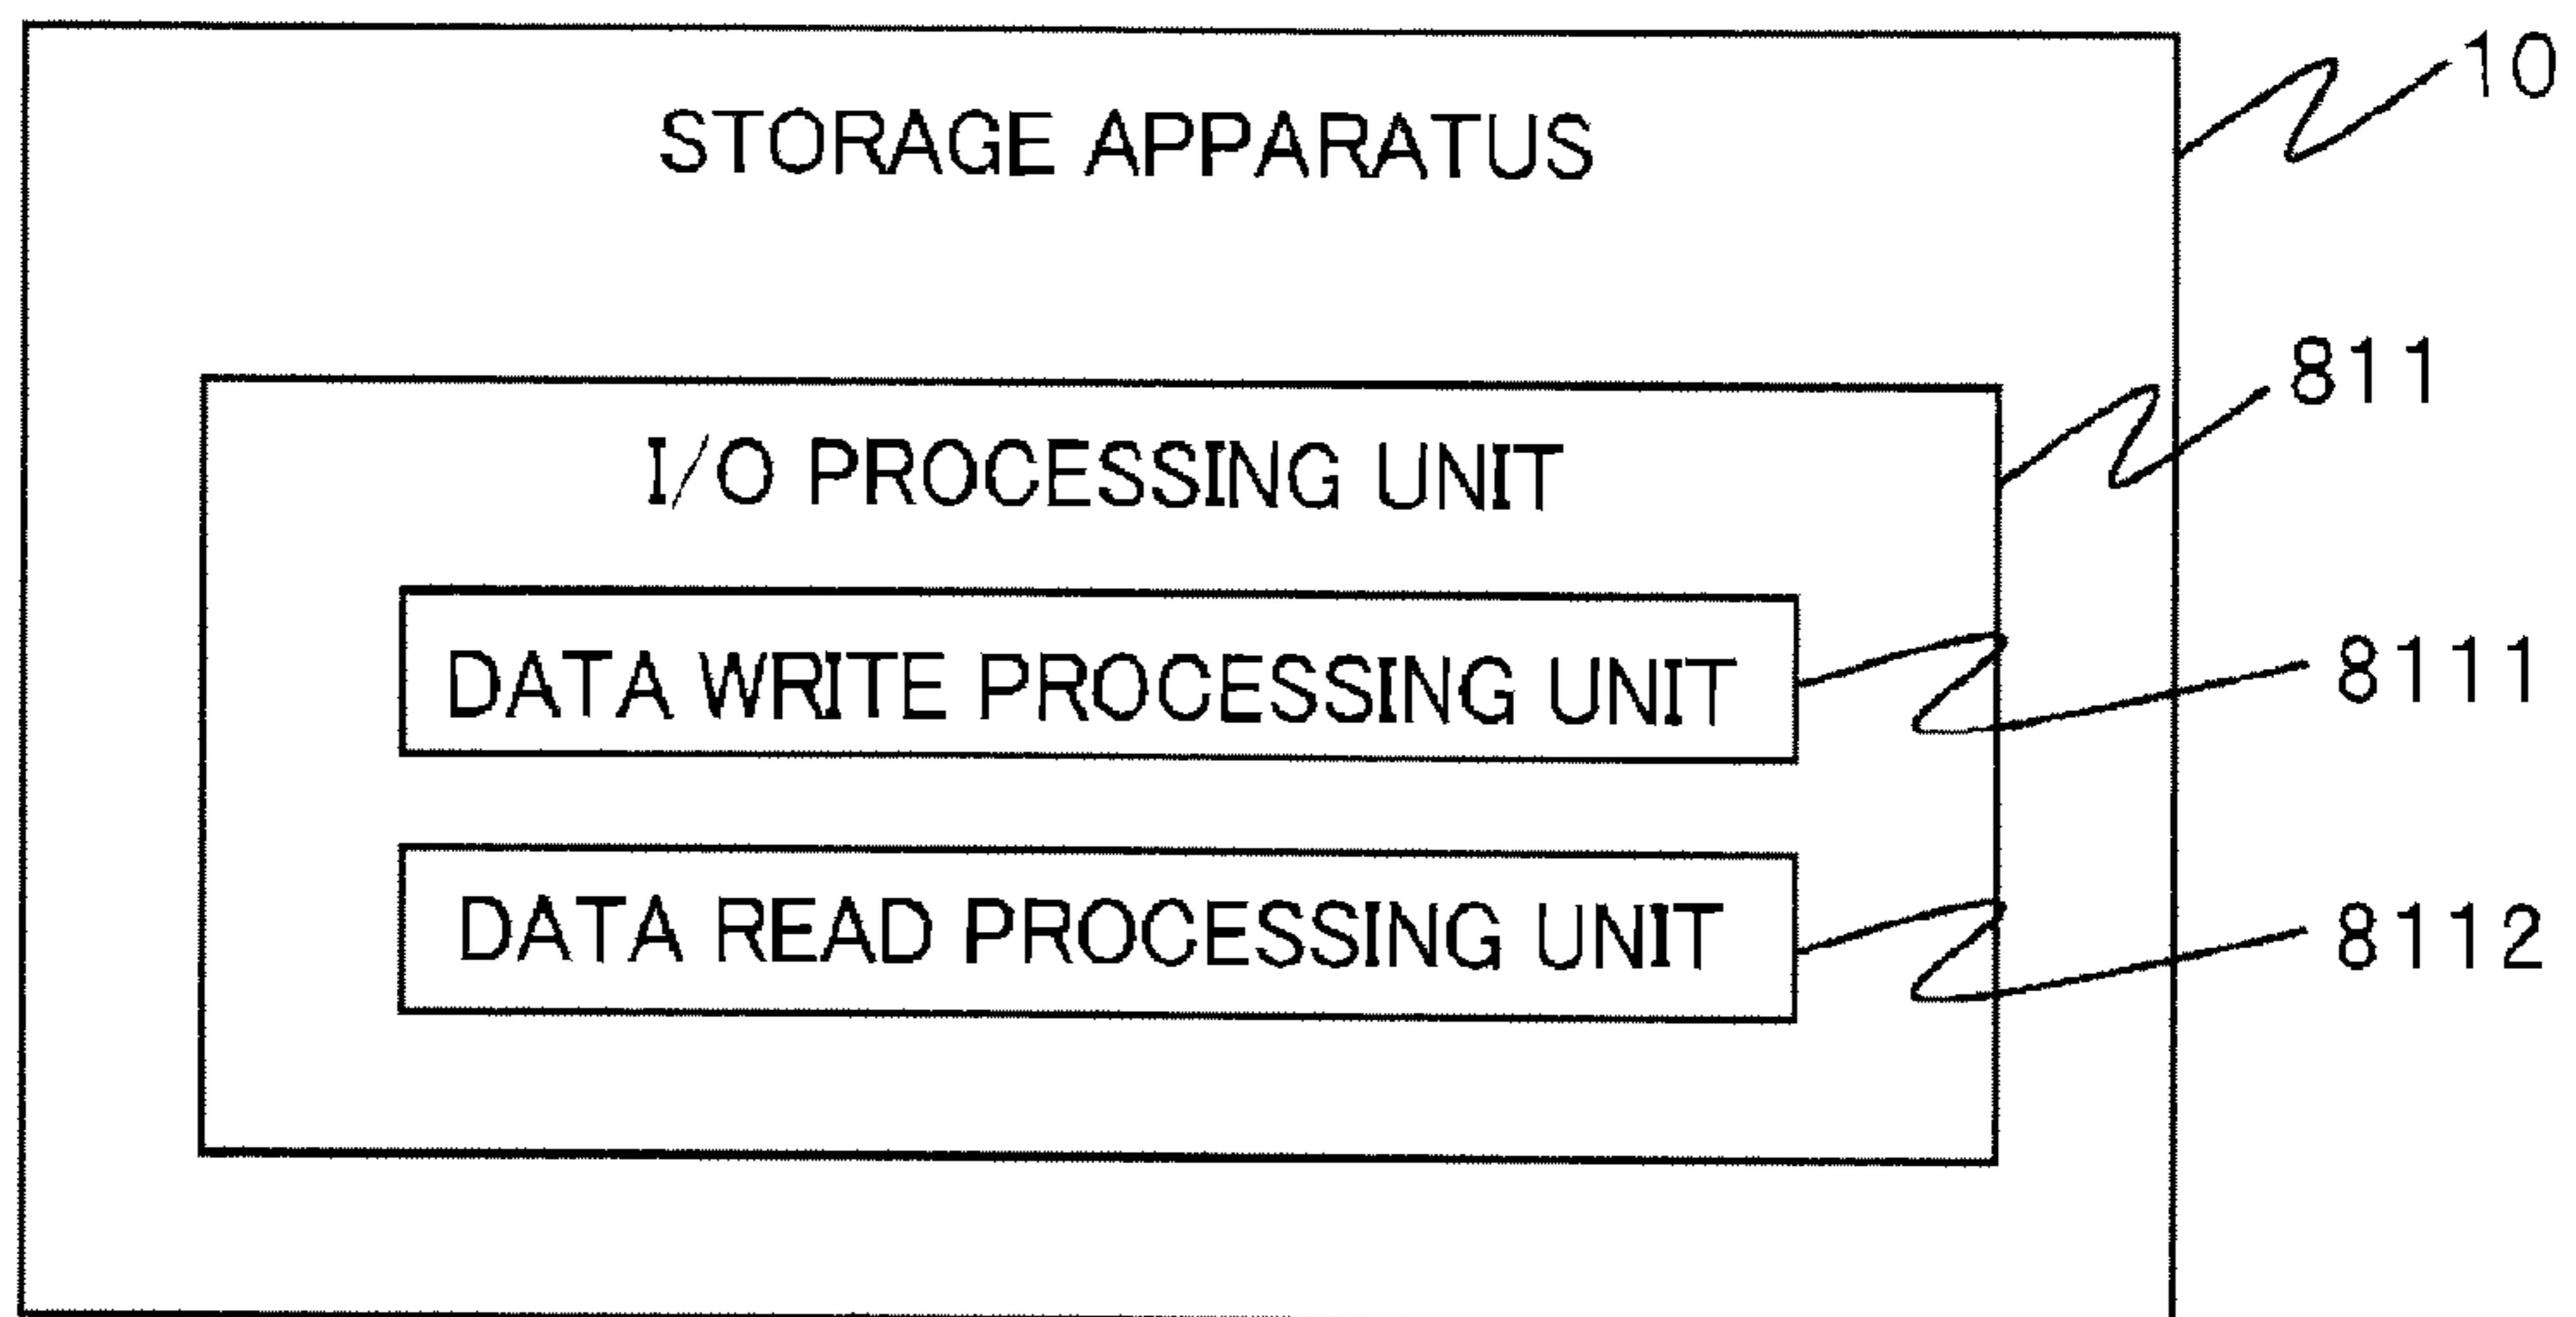 STORAGE APPARATUS
10
I/O PROCESSING UNIT
811
DATA WRITE PROCESSING UNIT
8111
DATA READ PROCESSING UNIT
8112